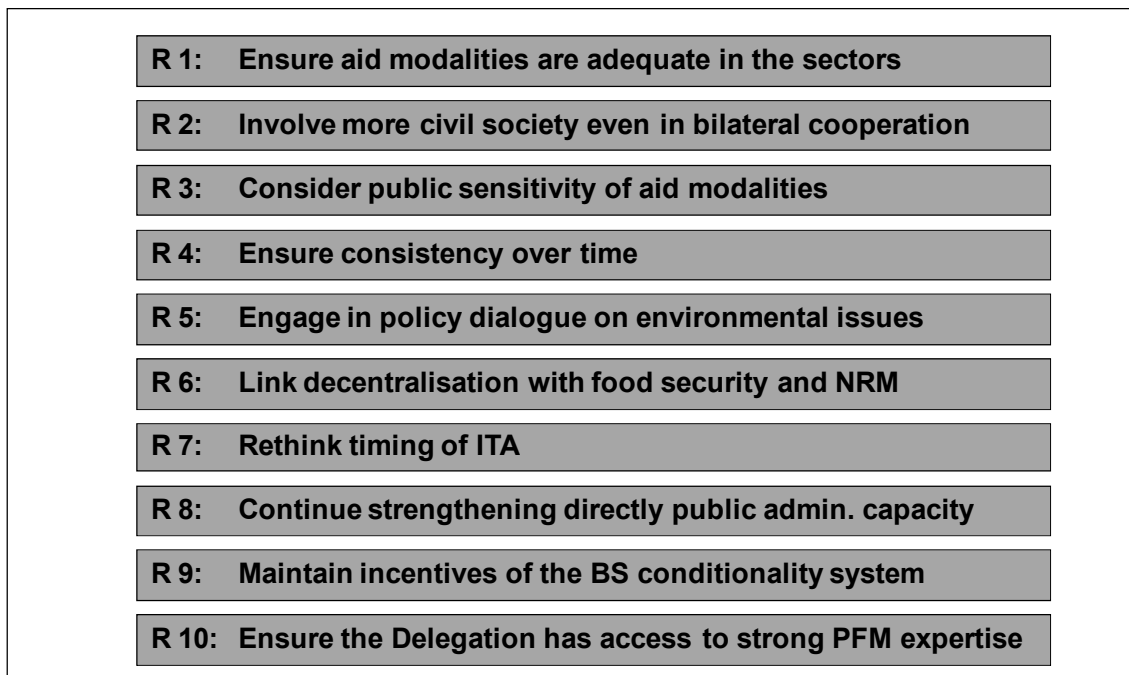 R 1: Ensure aid modalities are adequate in the sectors
R 2: Involve more civil society even in bilateral cooperation
R 3: Consider public sensitivity of aid modalities
R 4: Ensure consistency over time
R 5: Engage in policy dialogue on environmental issues
R 6: Link decentralisation with food security and NRM
R 7: Rethink timing of ITA
R 8: Continue strengthening directly public admin. capacity
R 9: Maintain incentives of the BS conditionality system
R 10: Ensure the Delegation has access to strong PFM expertise